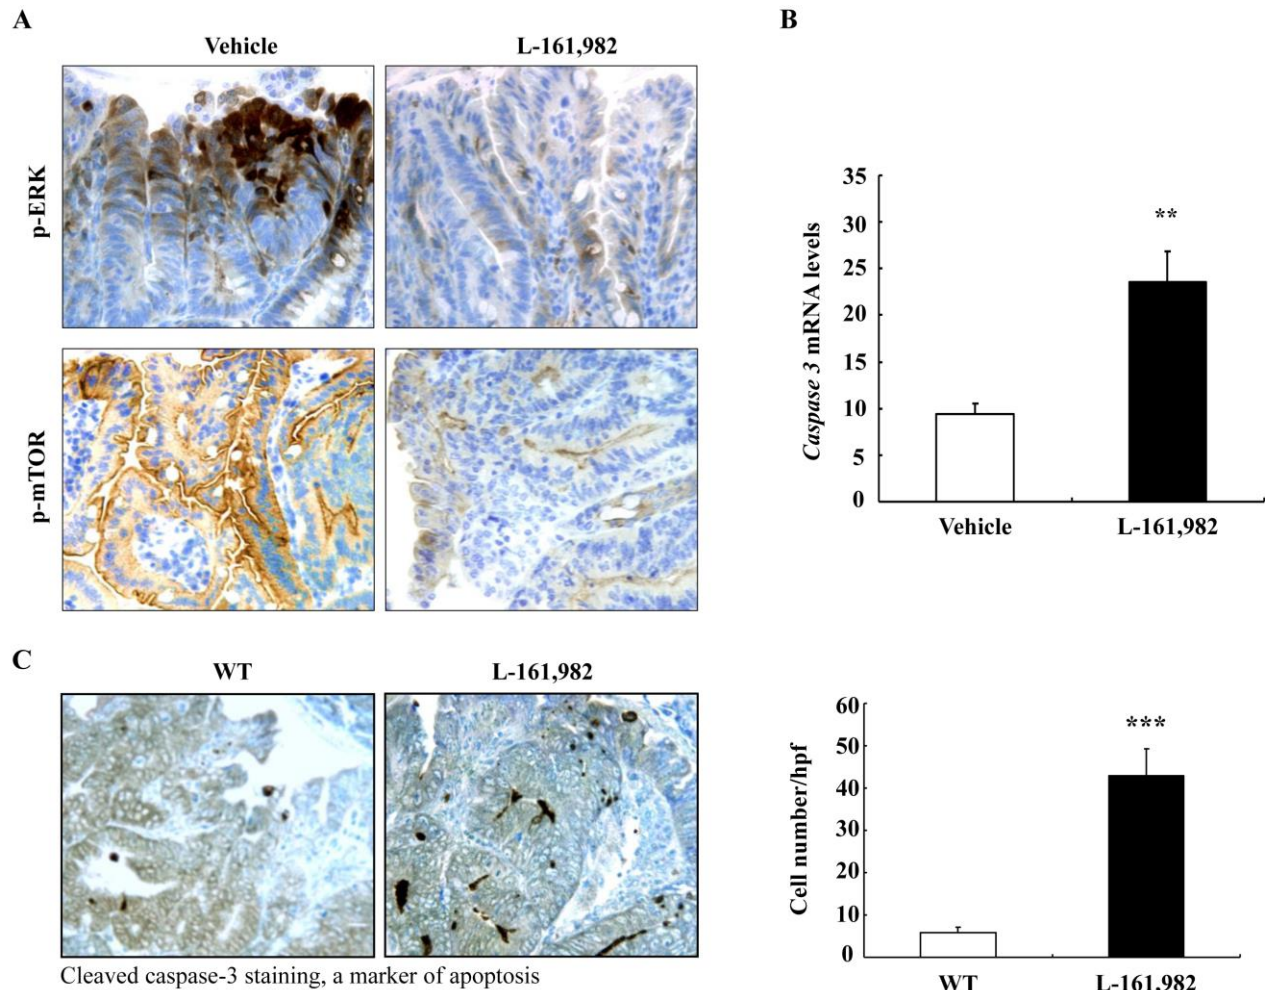 A
B
Vehicle
L-161,982
p-ERK
p-mTOR
Caspase 3 mRNA levels
35
30
25
20
15
10
5
0
**
Vehicle
L-161,982
C
WT
L-161,982
Cleaved caspase-3 staining, a marker of apoptosis
Cell number/hpf
60
50
40
30
20
10
0
***
WT
L-161,982